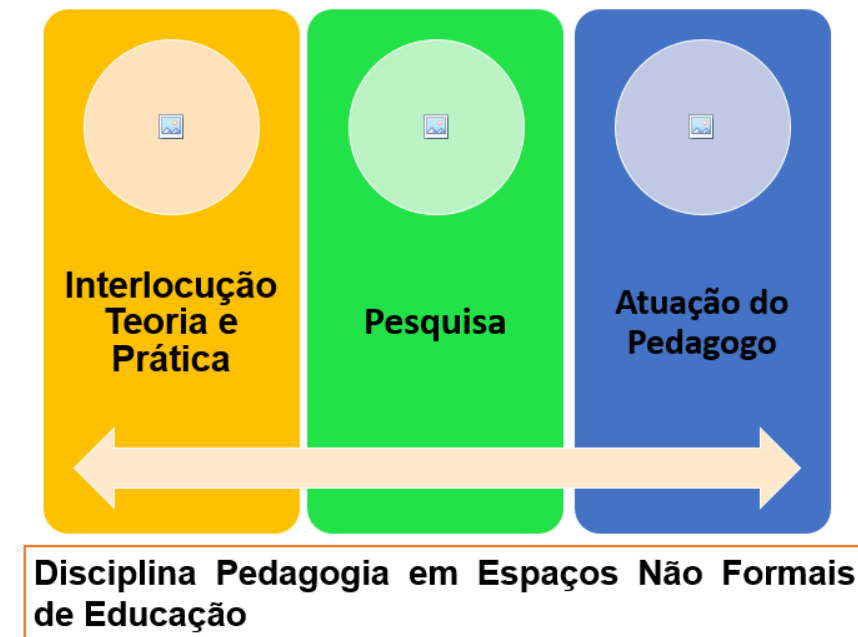 Interlocução
Teoria e
Prática
Pesquisa
Atuação do
Pedagogo
Disciplina Pedagogia em Espaços Não Formais
de Educação